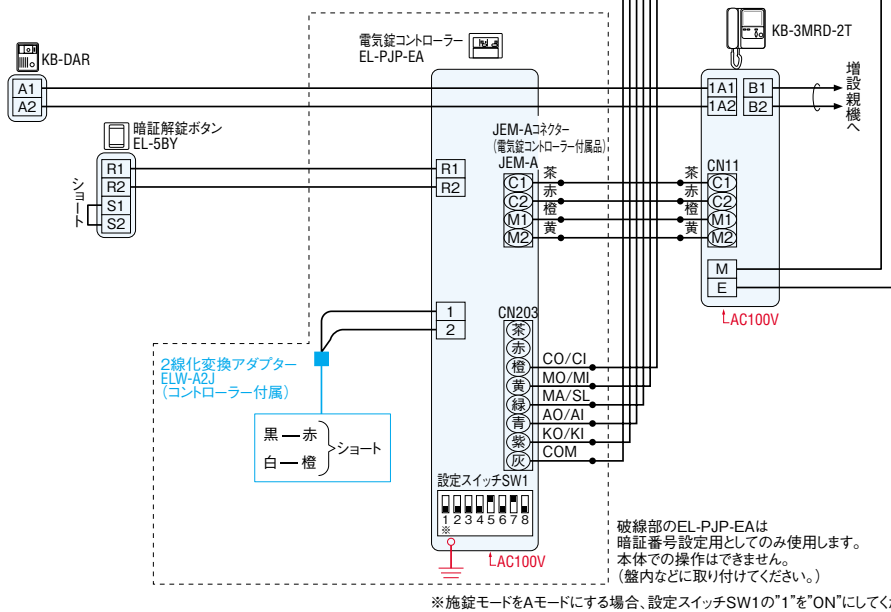 KB-DAR
A1
A2
暗証解錠ボタン
EL-5BY
R1
R2
S1
S2
ショート
電気錠コントローラー
EL-PJP-EA
R1
R2
JEM-Aコネクター
(電気錠コントローラー付属品)
JEM-A
C1 茶
C2 赤
M1 橙
M2 黄
KB-3MRD-2T
1A1 B1
1A2 B2
増設親機へ
CN11
茶 C1
赤 C2
橙 M1
黄 M2
M
E
AC100V
1
2
2線化変換アダプター
ELW-A2J
(コントローラー付属)
黒 ― 赤
白 ― 橙
ショート
CN203
茶
赤
橙 CO/CI
黄 MO/MI
緑 MA/SL
青 AO/AI
紫 KO/KI
灰 COM
設定スイッチSW1
1 2 3 4 5 6 7 8
※
AC100V
破線部のEL-PJP-EAは
暗証番号設定用としてのみ使用します。
本体での操作はできません。
(盤内などに取り付けてください。)
※施錠モードをAモードにする場合、設定スイッチSW1の"1"を"ON"にしてく